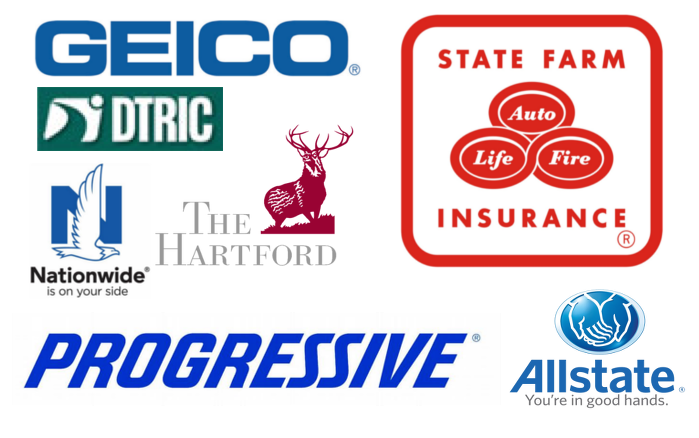 GEICO®
DTRIC
Nationwide®
is on your side
THE
HARTFORD
STATE FARM
Auto
Life Fire
INSURANCE
®
PROGRESSIVE®
Allstate®
You're in good hands.